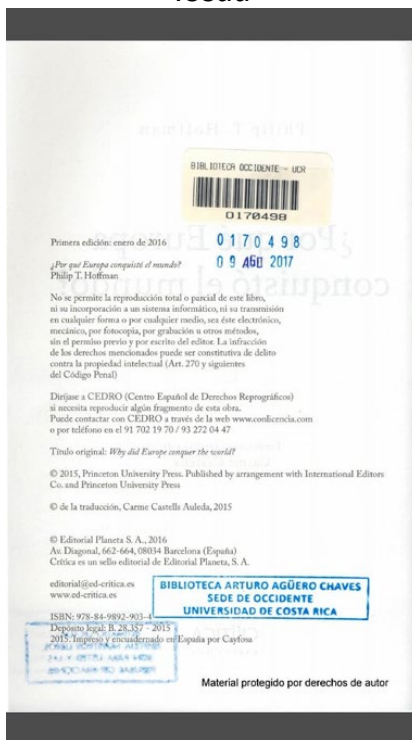 BIBLIOTECA OCCIDENTE - UCR
0170498
0170498
09 AGO 2017
Primera edición: enero de 2016
¿Por qué Europa conquistó el mundo?
Philip T. Hoffman
No se permite la reproducción total o parcial de este libro,
ni su incorporación a un sistema informático, ni su transmisión
en cualquier forma o por cualquier medio, sea éste electrónico,
mecánico, por fotocopia, por grabación u otros métodos,
sin el permiso previo y por escrito del editor. La infracción
de los derechos mencionados puede ser constitutiva de delito
contra la propiedad intelectual (Art. 270 y siguientes
del Código Penal)
Diríjase a CEDRO (Centro Español de Derechos Reprográficos)
si necesita reproducir algún fragmento de esta obra.
Puede contactar con CEDRO a través de la web www.conlicencia.com
o por teléfono en el 91 702 19 70 / 93 272 04 47
Título original: Why did Europe conquer the world?
© 2015, Princeton University Press. Published by arrangement with International Editors
Co. and Princeton University Press
© de la traducción, Carme Castells Auleda, 2015
© Editorial Planeta S. A., 2016
Av. Diagonal, 662-664, 08034 Barcelona (España)
Crítica es un sello editorial de Editorial Planeta, S. A.
editorial@ed-critica.es
www.ed-critica.es
BIBLIOTECA ARTURO AGÜERO CHAVES
SEDE DE OCCIDENTE
UNIVERSIDAD DE COSTA RICA
ISBN: 978-84-9892-903-4
Depósito legal: B. 28.357 - 2015
2015. Impreso y encuadernado en España por Cayfosa
Material protegido por derechos de autor